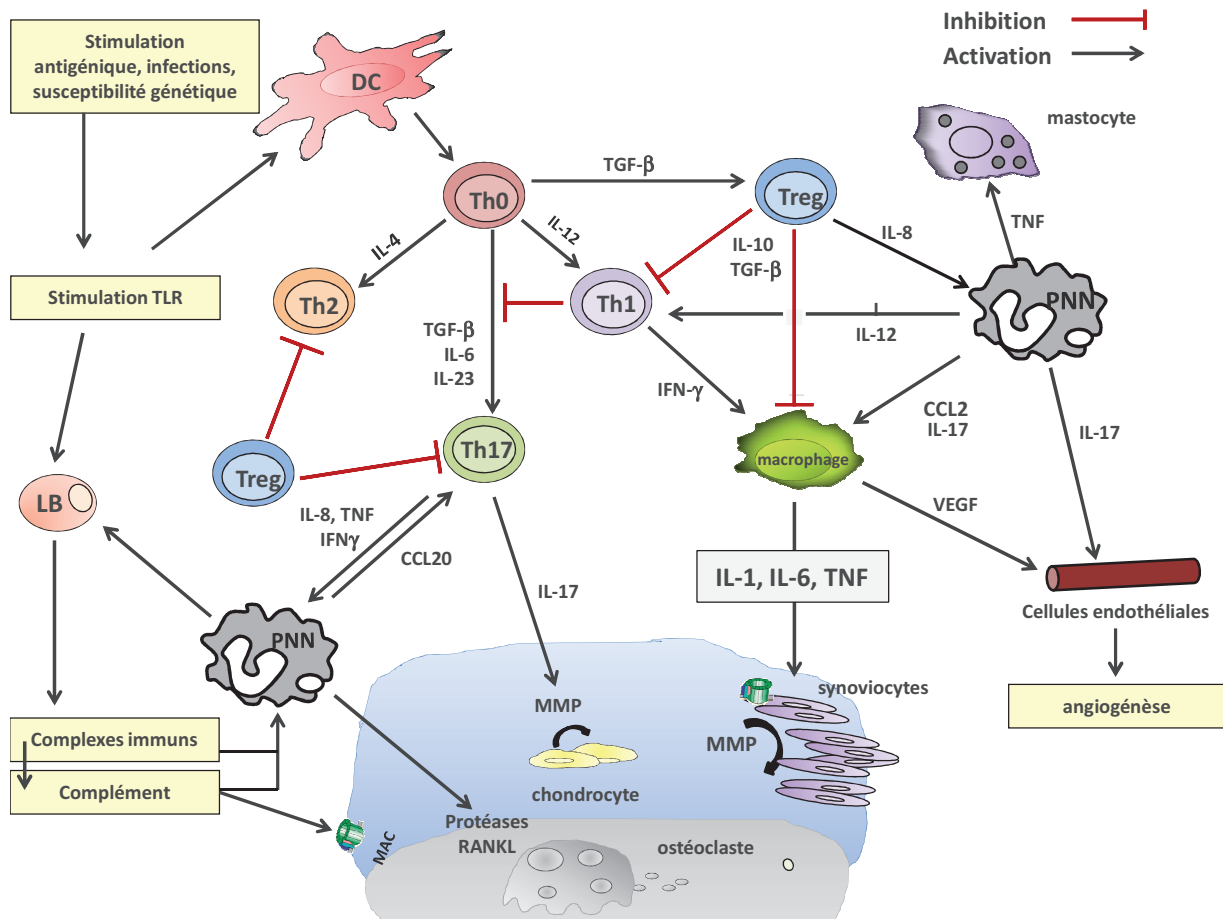 Inhibition
Activation
Stimulation
antigénique, infections,
susceptibilité génétique
DC
mastocyte
TGF-β
Th0
Treg
TNF
IL-4
IL-12
IL-10
TGF-β
IL-8
Stimulation TLR
Th2
Th1
PNN
IL-12
TGF-β
IL-6
IL-23
IFN-γ
CCL2
IL-17
IL-17
Treg
Th17
macrophage
LB
IL-8, TNF
IFNγ
CCL20
VEGF
IL-17
IL-1, IL-6, TNF
Cellules endothéliales
PNN
MMP
synoviocytes
angiogénèse
Complexes immuns
MMP
Complément
chondrocyte
MAC
Protéases
RANKL
ostéoclaste